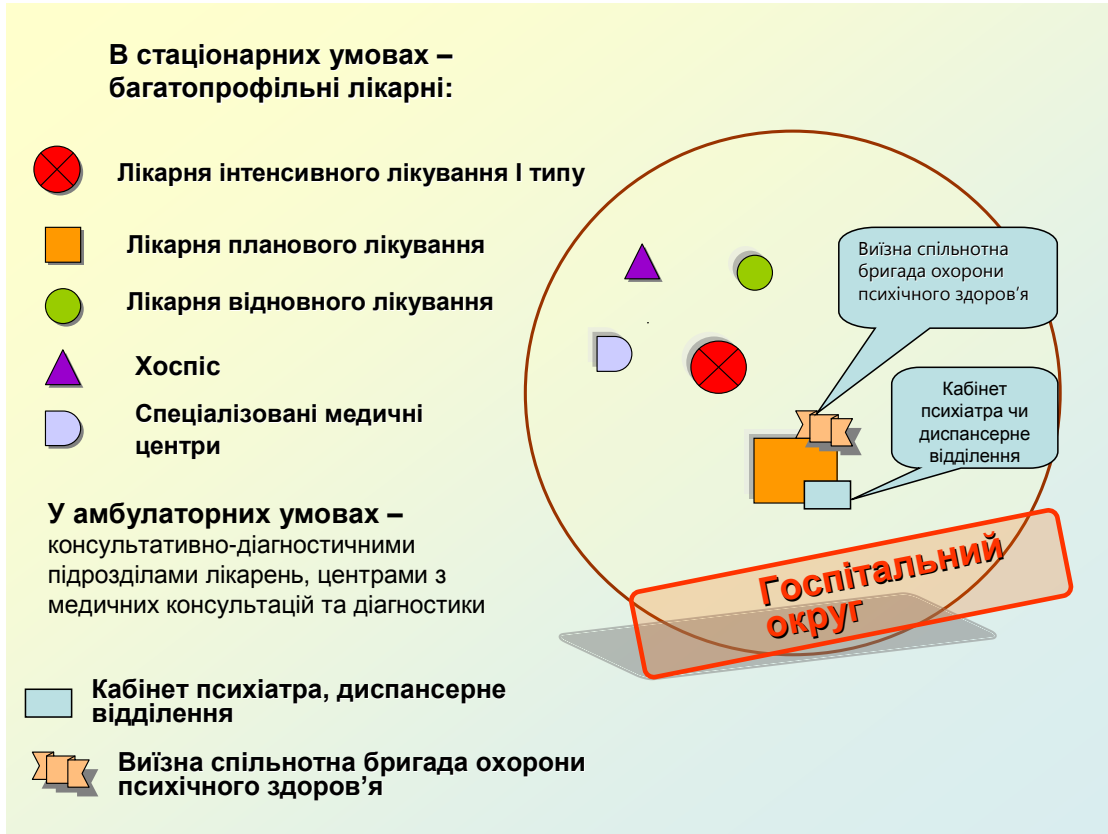 В стаціонарних умовах –
багатопрофільні лікарні:
Лікарня інтенсивного лікування І типу
Лікарня планового лікування
Лікарня відновного лікування
Хоспіс
Спеціалізовані медичні
центри
У амбулаторних умовах –
консультативно-діагностичними
підрозділами лікарень, центрами з
медичних консультацій та діагностики
Кабінет психіатра, диспансерне
відділення
Виїзна спільнотна бригада охорони
психічного здоров’я
Виїзна спільнотна
бригада охорони
психічного здоров’я
Кабінет
психіатра чи
диспансерне
відділення
Госпітальний
округ